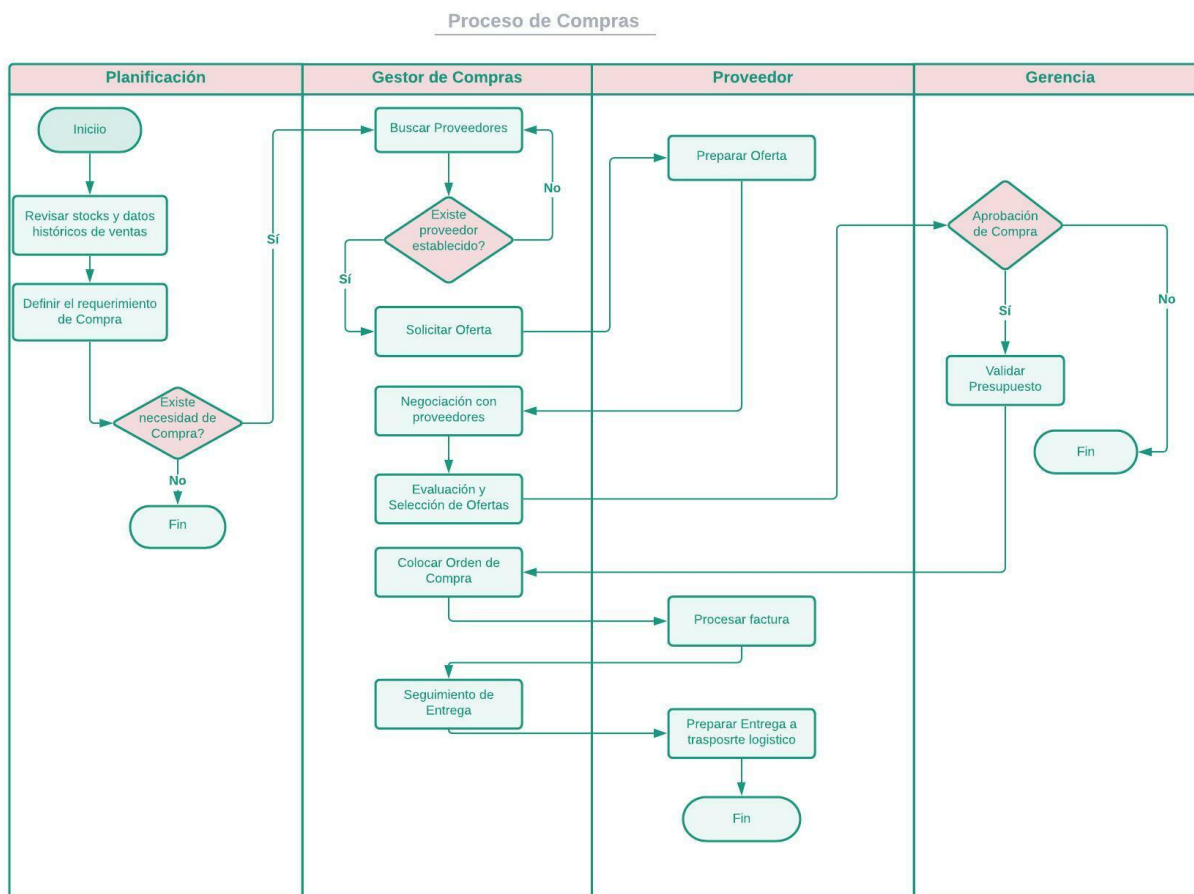 Proceso de Compras
Planificación
Gestor de Compras
Proveedor
Gerencia
Iniciio
Revisar stocks y datos
históricos de ventas
Definir el requerimiento
de Compra
Existe
necesidad de
Compra?
Sí
No
Fin
Buscar Proveedores
No
Existe
proveedor
establecido?
Sí
Solicitar Oferta
Negociación con
proveedores
Evaluación y
Selección de Ofertas
Colocar Orden de
Compra
Seguimiento de
Entrega
Preparar Oferta
Procesar factura
Preparar Entrega a
trasposrte logistico
Fin
Aprobación
de Compra
No
Sí
Validar
Presupuesto
Fin